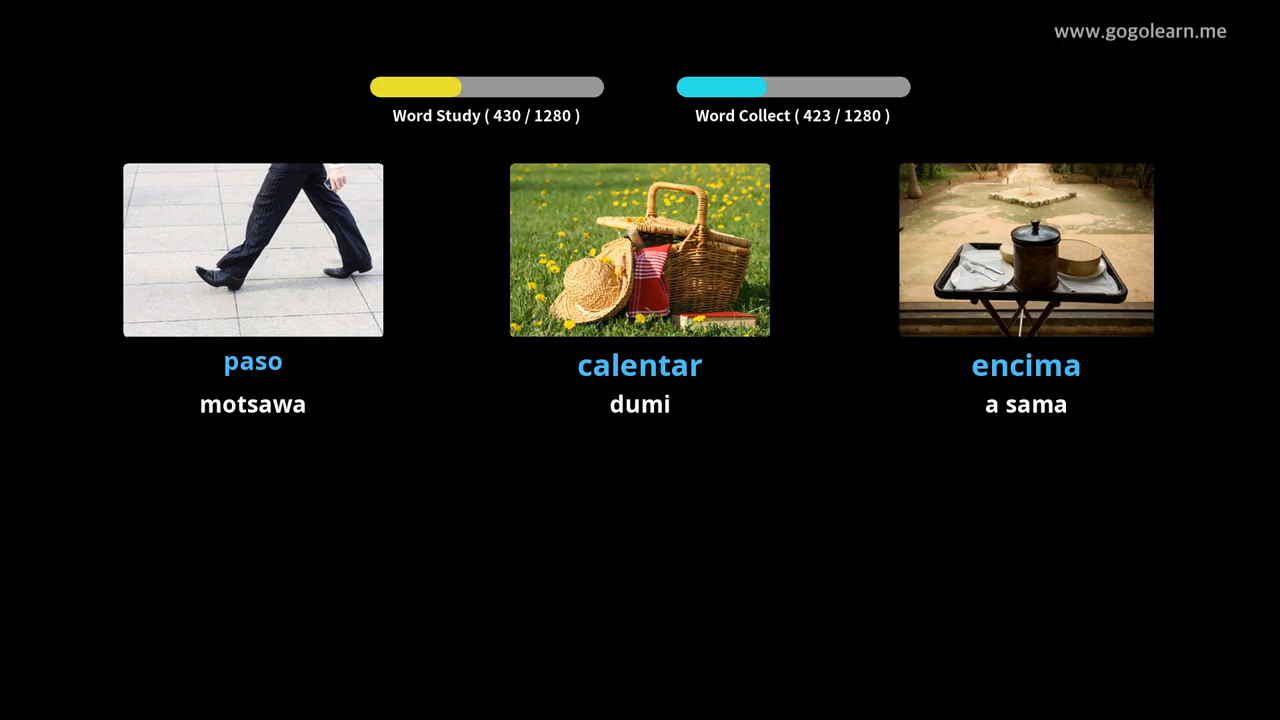 www.gogolearn.me
Word Study ( 430 / 1280 )
Word Collect ( 423 / 1280 )
paso
calentar
encima
motsawa
dumi
a sama